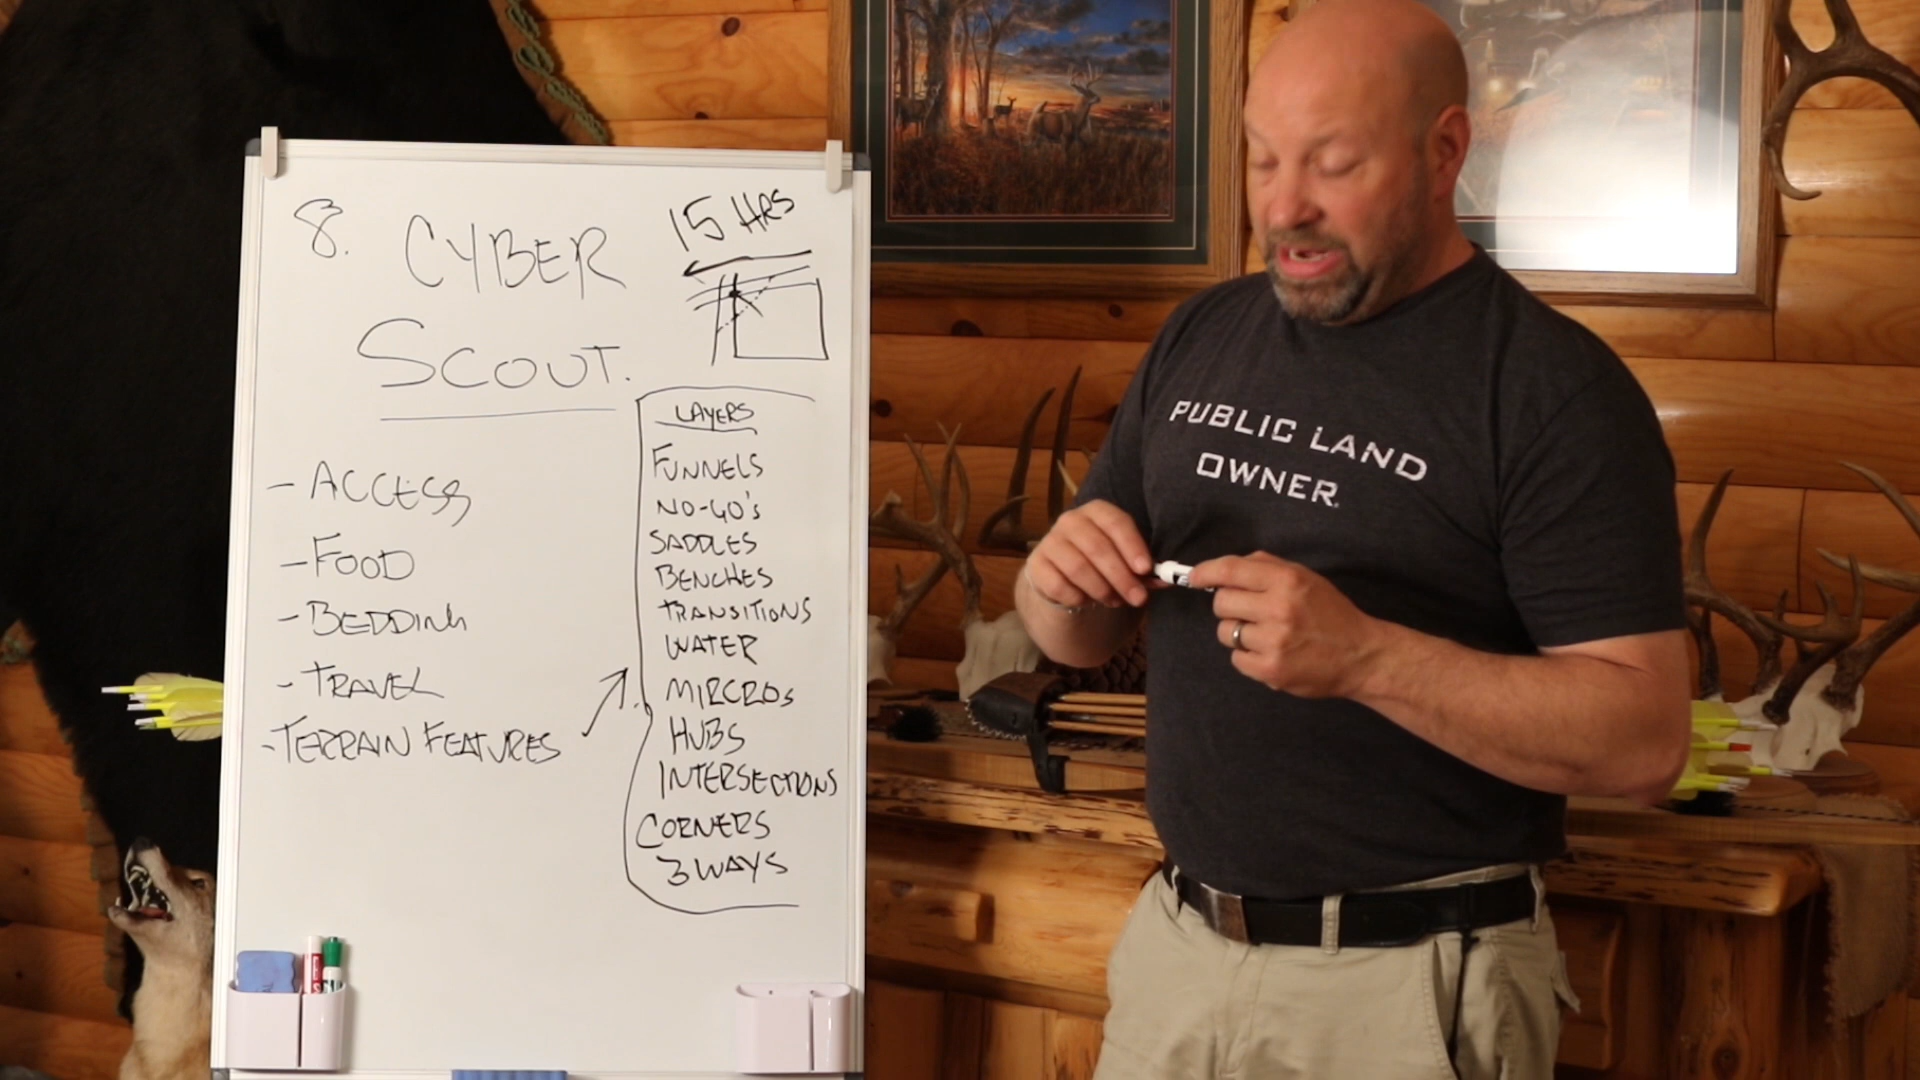 8. CYBER
SCOUT.
15 HRS
- ACCESS
- FOOD
- BEDDING
- TRAVEL
- TERRAIN FEATURES
LAYERS
FUNNELS
NO-GO'S
SADDLES
BENCHES
TRANSITIONS
WATER
MIRCROS
HUBS
INTERSECTIONS
CORNERS
3 WAYS
PUBLIC LAND
OWNER